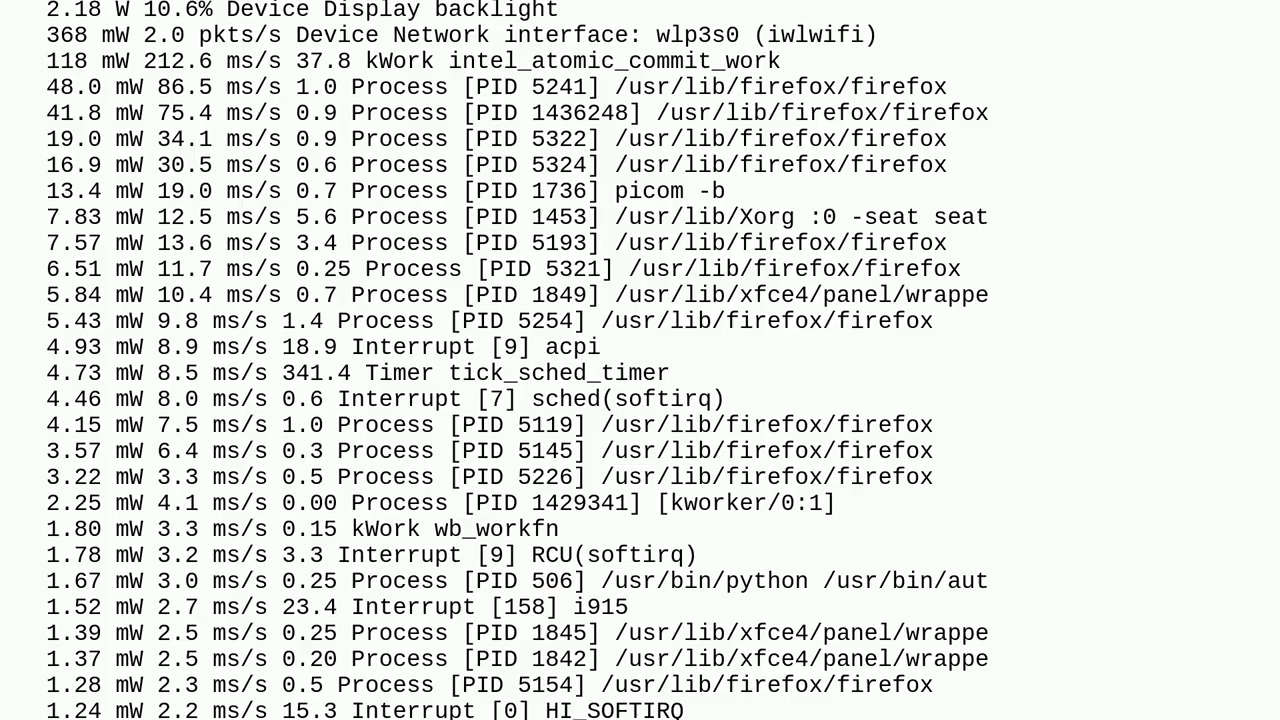 2.18 W 10.6% Device Display backlight
368 mW 2.0 pkts/s Device Network interface: wlp3s0 (iwlwifi)
118 mW 212.6 ms/s 37.8 kWork intel_atomic_commit_work
48.0 mW 86.5 ms/s 1.0 Process [PID 5241] /usr/lib/firefox/firefox
41.8 mW 75.4 ms/s 0.9 Process [PID 1436248] /usr/lib/firefox/firefox
19.0 mW 34.1 ms/s 0.9 Process [PID 5322] /usr/lib/firefox/firefox
16.9 mW 30.5 ms/s 0.6 Process [PID 5324] /usr/lib/firefox/firefox
13.4 mW 19.0 ms/s 0.7 Process [PID 1736] picom -b
7.83 mW 12.5 ms/s 5.6 Process [PID 1453] /usr/lib/Xorg :0 -seat seat
7.57 mW 13.6 ms/s 3.4 Process [PID 5193] /usr/lib/firefox/firefox
6.51 mW 11.7 ms/s 0.25 Process [PID 5321] /usr/lib/firefox/firefox
5.84 mW 10.4 ms/s 0.7 Process [PID 1849] /usr/lib/xfce4/panel/wrappe
5.43 mW 9.8 ms/s 1.4 Process [PID 5254] /usr/lib/firefox/firefox
4.93 mW 8.9 ms/s 18.9 Interrupt [9] acpi
4.73 mW 8.5 ms/s 341.4 Timer tick_sched_timer
4.46 mW 8.0 ms/s 0.6 Interrupt [7] sched(softirq)
4.15 mW 7.5 ms/s 1.0 Process [PID 5119] /usr/lib/firefox/firefox
3.57 mW 6.4 ms/s 0.3 Process [PID 5145] /usr/lib/firefox/firefox
3.22 mW 3.3 ms/s 0.5 Process [PID 5226] /usr/lib/firefox/firefox
2.25 mW 4.1 ms/s 0.00 Process [PID 1429341] [kworker/0:1]
1.80 mW 3.3 ms/s 0.15 kWork wb_workfn
1.78 mW 3.2 ms/s 3.3 Interrupt [9] RCU(softirq)
1.67 mW 3.0 ms/s 0.25 Process [PID 506] /usr/bin/python /usr/bin/aut
1.52 mW 2.7 ms/s 23.4 Interrupt [158] i915
1.39 mW 2.5 ms/s 0.25 Process [PID 1845] /usr/lib/xfce4/panel/wrappe
1.37 mW 2.5 ms/s 0.20 Process [PID 1842] /usr/lib/xfce4/panel/wrappe
1.28 mW 2.3 ms/s 0.5 Process [PID 5154] /usr/lib/firefox/firefox
1.24 mW 2.2 ms/s 15.3 Interrupt [0] HI_SOFTIRQ